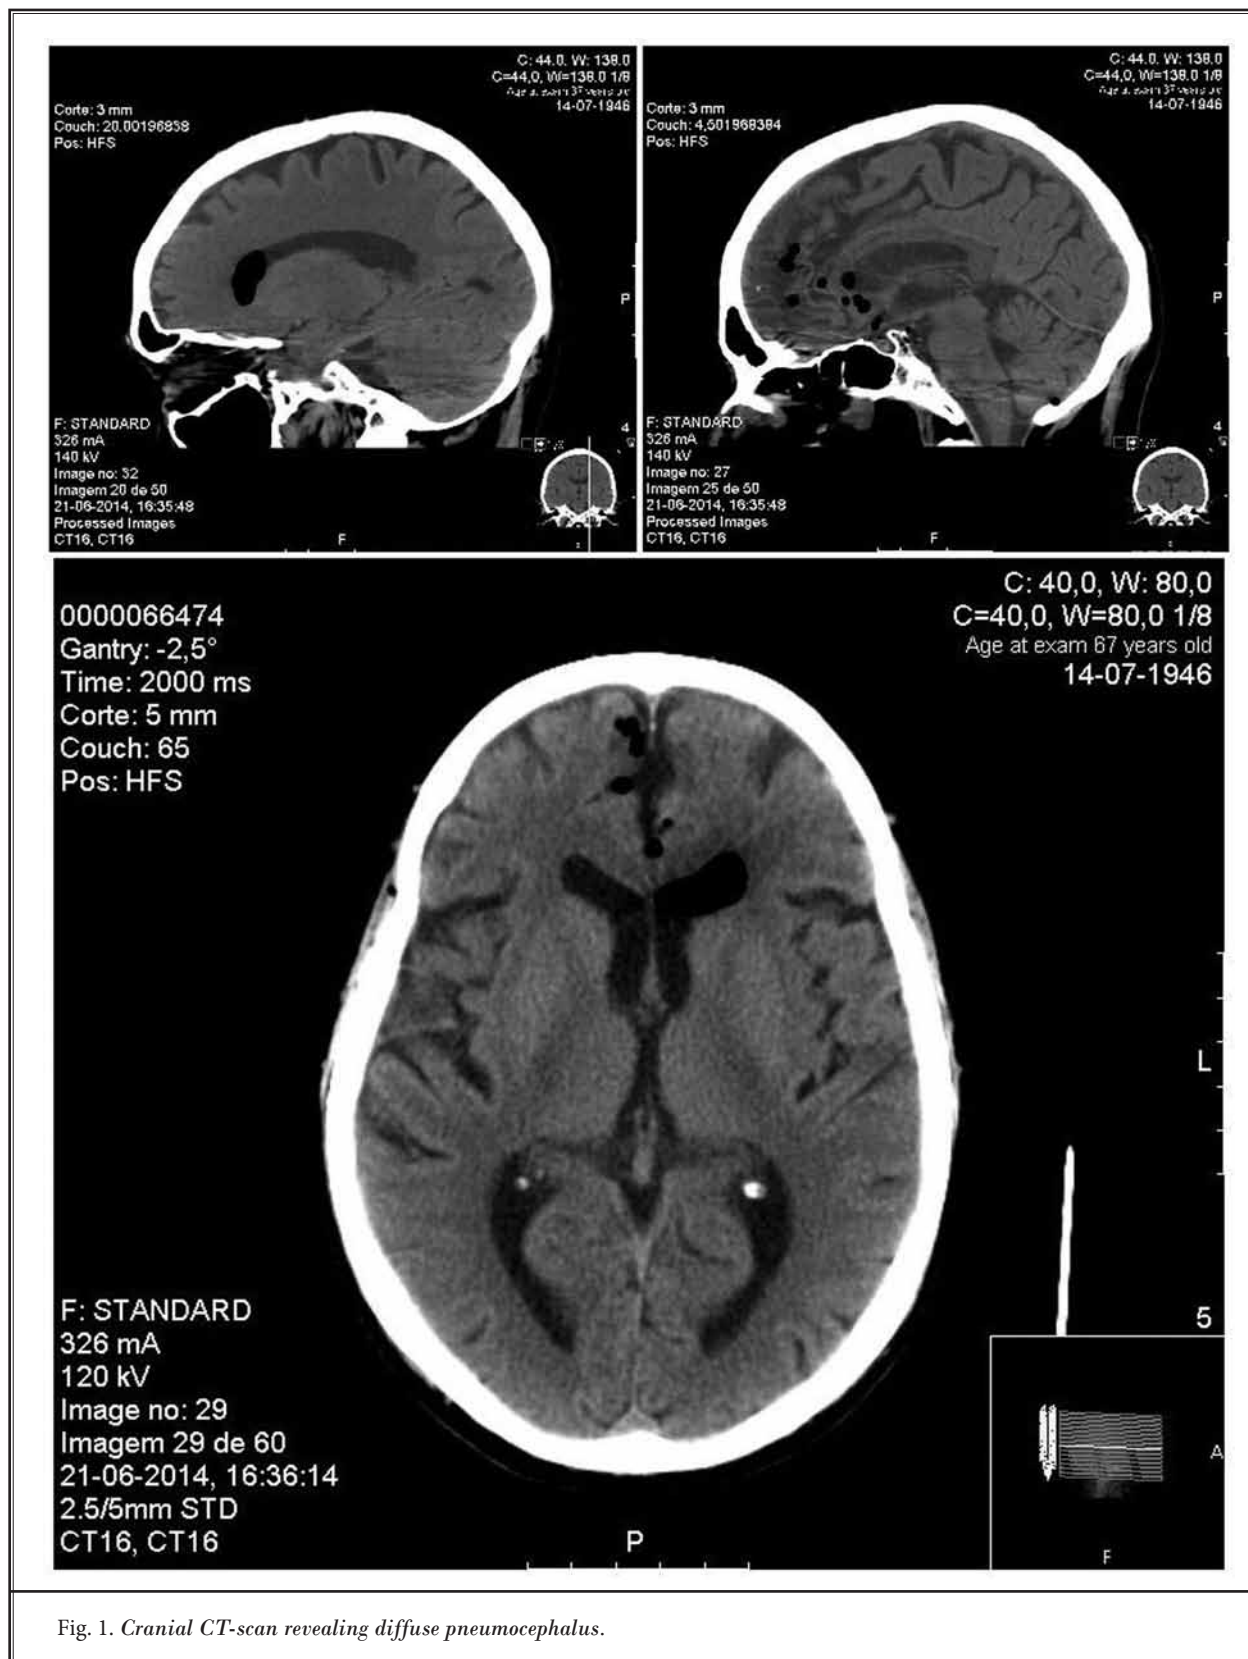 C: 44.0, W: 138.0
C=44,0, W=138.0 1/8
14-07-1946
Corte: 3 mm
Couch: 20.00196838
Pos: HFS
P
F: STANDARD
326 mA
140 kV
Image no: 32
Imagem 20 de 50
21-06-2014, 16:35:48
Processed Images
CT16, CT16
F
4
C: 44.0, W: 138.0
C=44,0, W=138.0 1/8
14-07-1946
Corte: 3 mm
Couch: 4,501968384
Pos: HFS
P
F: STANDARD
326 mA
140 kV
Image no: 27
Imagem 25 de 50
21-06-2014, 16:35:48
Processed Images
CT16, CT16
F
4
C: 40,0, W: 80,0
C=40,0, W=80,0 1/8
Age at exam 67 years old
14-07-1946
0000066474
Gantry: -2,5°
Time: 2000 ms
Corte: 5 mm
Couch: 65
Pos: HFS
L
5
F: STANDARD
326 mA
120 kV
Image no: 29
Imagem 29 de 60
21-06-2014, 16:36:14
2.5/5mm STD
CT16, CT16
P
A
F
Fig. 1. Cranial CT-scan revealing diffuse pneumocephalus.